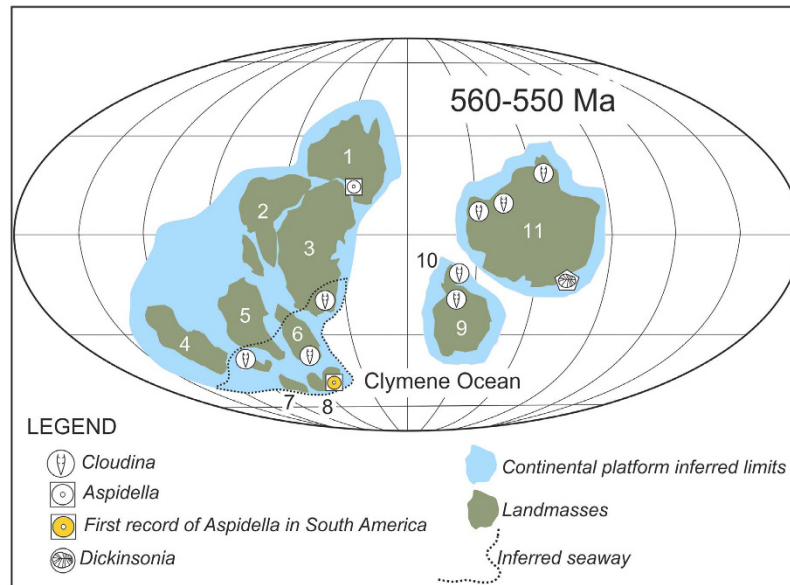 560-550 Ma
1
2
3
11
10
9
5
4
6
Clymene Ocean
7
8
LEGEND
Cloudina
Aspidella
First record of Aspidella in South America
Dickinsonia
Continental platform inferred limits
Landmasses
Inferred seaway